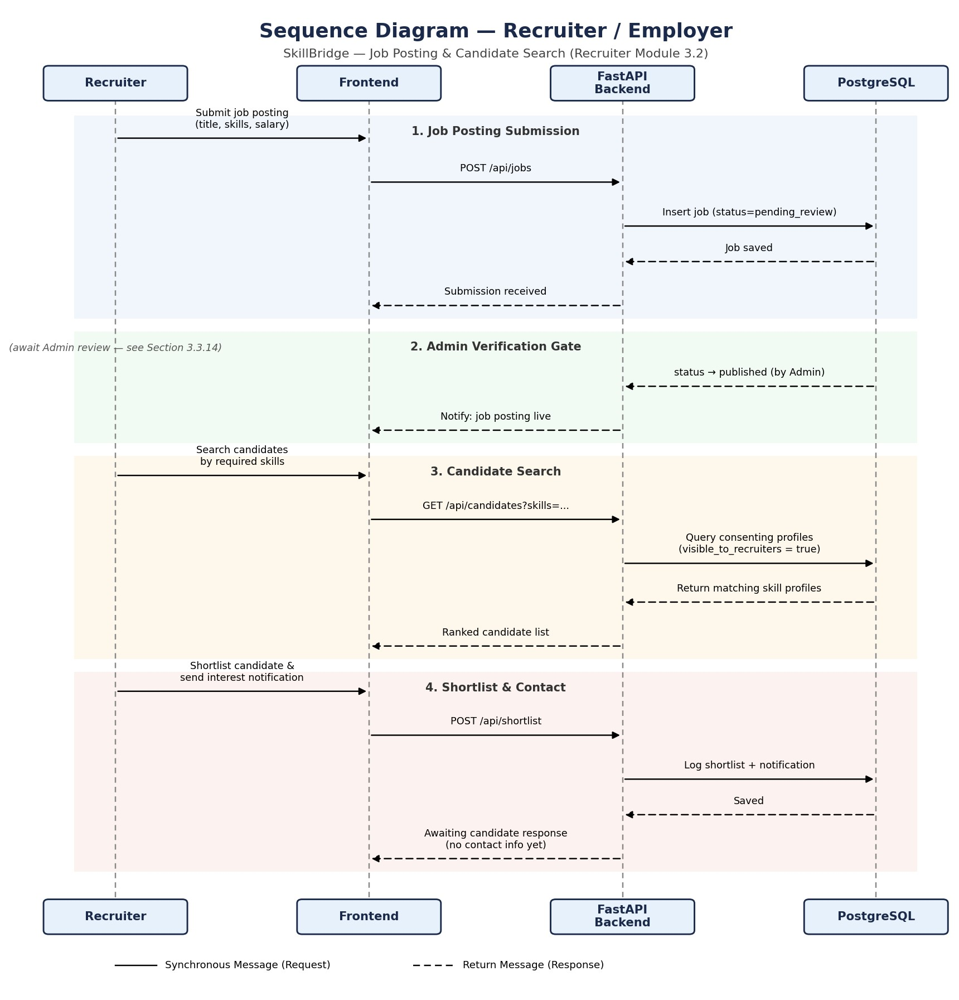 Sequence Diagram — Recruiter / Employer
SkillBridge — Job Posting & Candidate Search (Recruiter Module 3.2)
Recruiter
Frontend
FastAPI
Backend
PostgreSQL
Submit job posting
(title, skills, salary)
1. Job Posting Submission
POST /api/jobs
Insert job (status=pending_review)
Job saved
Submission received
(await Admin review — see Section 3.3.14)
2. Admin Verification Gate
status → published (by Admin)
Notify: job posting live
Search candidates
by required skills
3. Candidate Search
GET /api/candidates?skills=...
Query consenting profiles
(visible_to_recruiters = true)
Return matching skill profiles
Ranked candidate list
Shortlist candidate &
send interest notification
4. Shortlist & Contact
POST /api/shortlist
Log shortlist + notification
Saved
Awaiting candidate response
(no contact info yet)
Recruiter
Frontend
FastAPI
Backend
PostgreSQL
Synchronous Message (Request)
Return Message (Response)